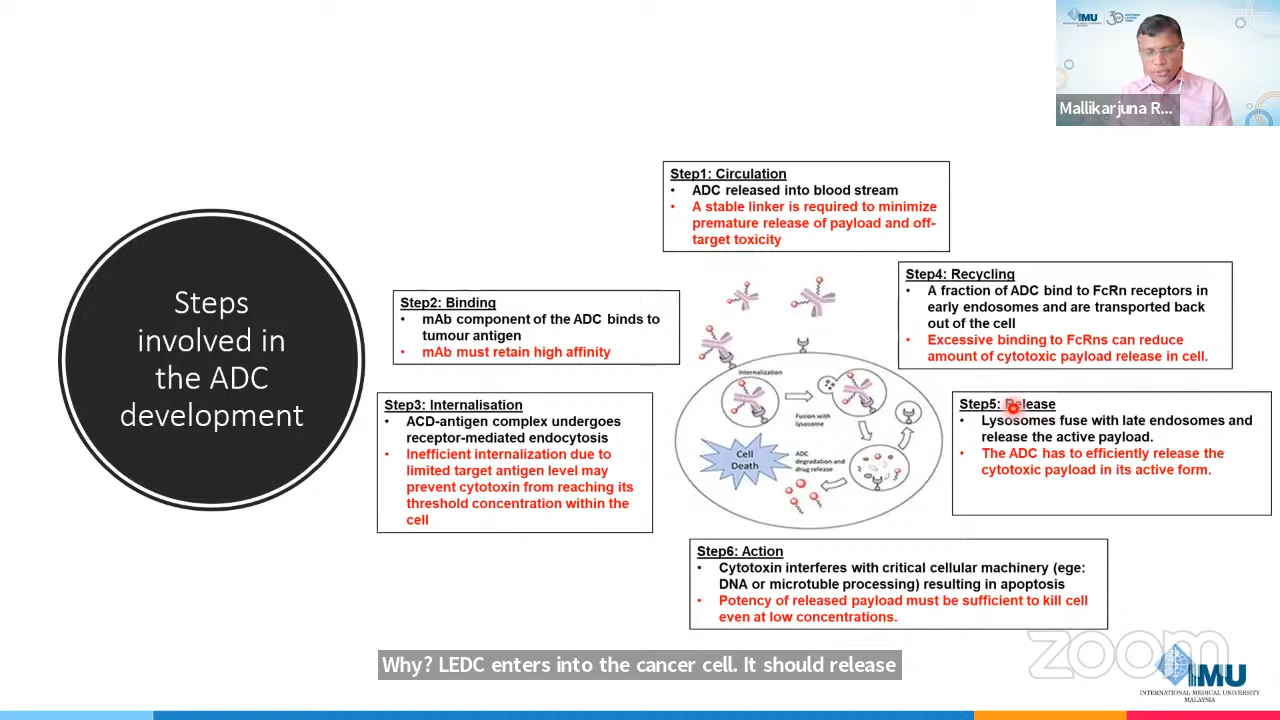 IMU
Mallikarjuna R...
Steps
involved in
the ADC
development
Step1: Circulation
• ADC released into blood stream
• A stable linker is required to minimize
premature release of payload and off-
target toxicity
Step2: Binding
• mAb component of the ADC binds to
tumour antigen
• mAb must retain high affinity
Step3: Internalisation
• ACD-antigen complex undergoes
receptor-mediated endocytosis
• Inefficient internalization due to
limited target antigen level may
prevent cytotoxin from reaching its
threshold concentration within the
cell
Internalization
Fusion with
lysosome
ADC
degradation and
drug release
Cell
Death
Step4: Recycling
• A fraction of ADC bind to FcRn receptors in
early endosomes and are transported back
out of the cell
• Excessive binding to FcRns can reduce
amount of cytotoxic payload release in cell.
Step5: Release
• Lysosomes fuse with late endosomes and
release the active payload.
• The ADC has to efficiently release the
cytotoxic payload in its active form.
Step6: Action
• Cytotoxin interferes with critical cellular machinery (ege:
DNA or microtuble processing) resulting in apoptosis
• Potency of released payload must be sufficient to kill cell
even at low concentrations.
Why? LEDC enters into the cancer cell. It should release
zoom
IMU
INTERNATIONAL MEDICAL UNIVERSITY
MALAYSIA